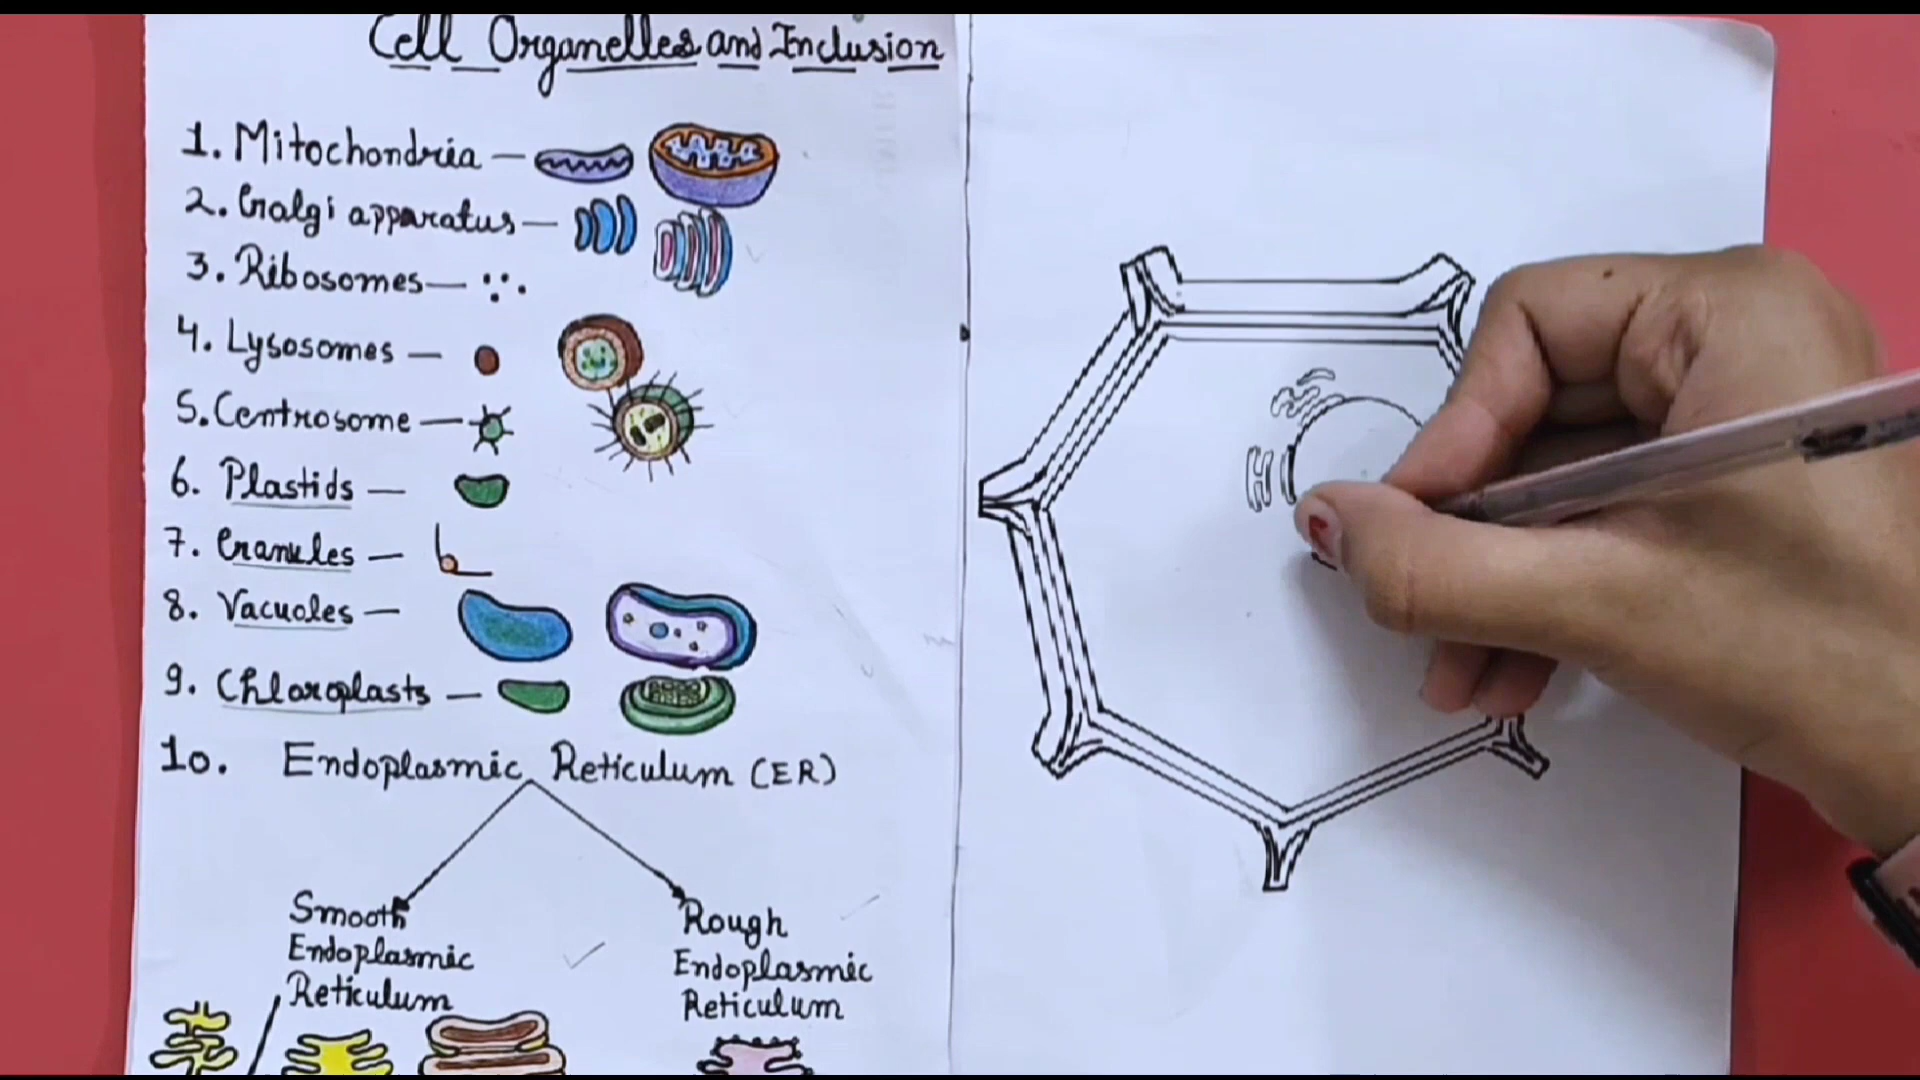 Cell Organelles and Inclusion
1. Mitochondria —
2. Golgi apparatus —
3. Ribosomes —
4. Lysosomes —
5. Centrosome —
6. Plastids —
7. Granules —
8. Vacuoles —
9. Chloroplasts —
10. Endoplasmic Reticulum (ER)
Smooth
Endoplasmic
Reticulum
Rough
Endoplasmic
Reticulum